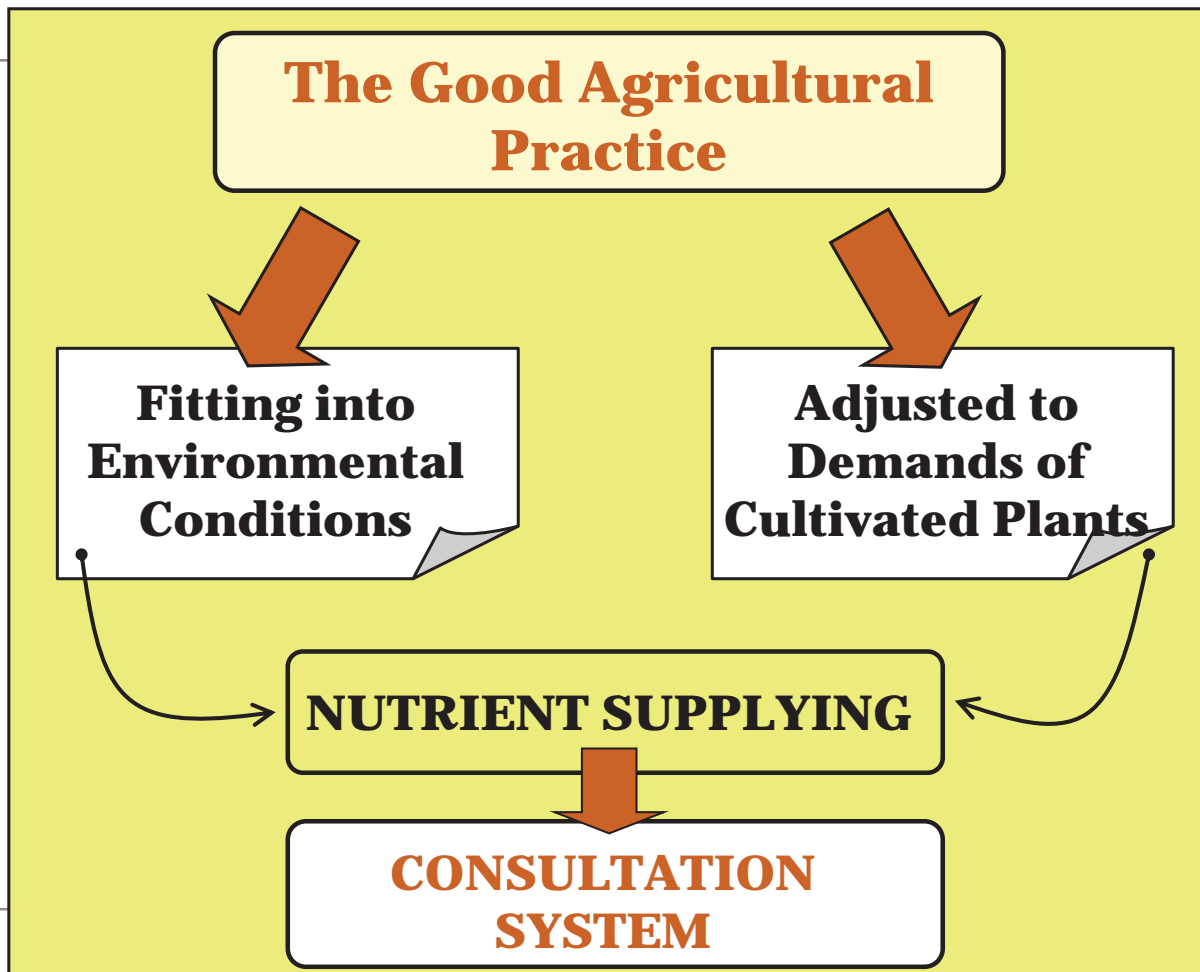 The Good Agricultural
Practice
Fitting into
Environmental
Conditions
Adjusted to
Demands of
Cultivated Plants
NUTRIENT SUPPLYING
CONSULTATION
SYSTEM